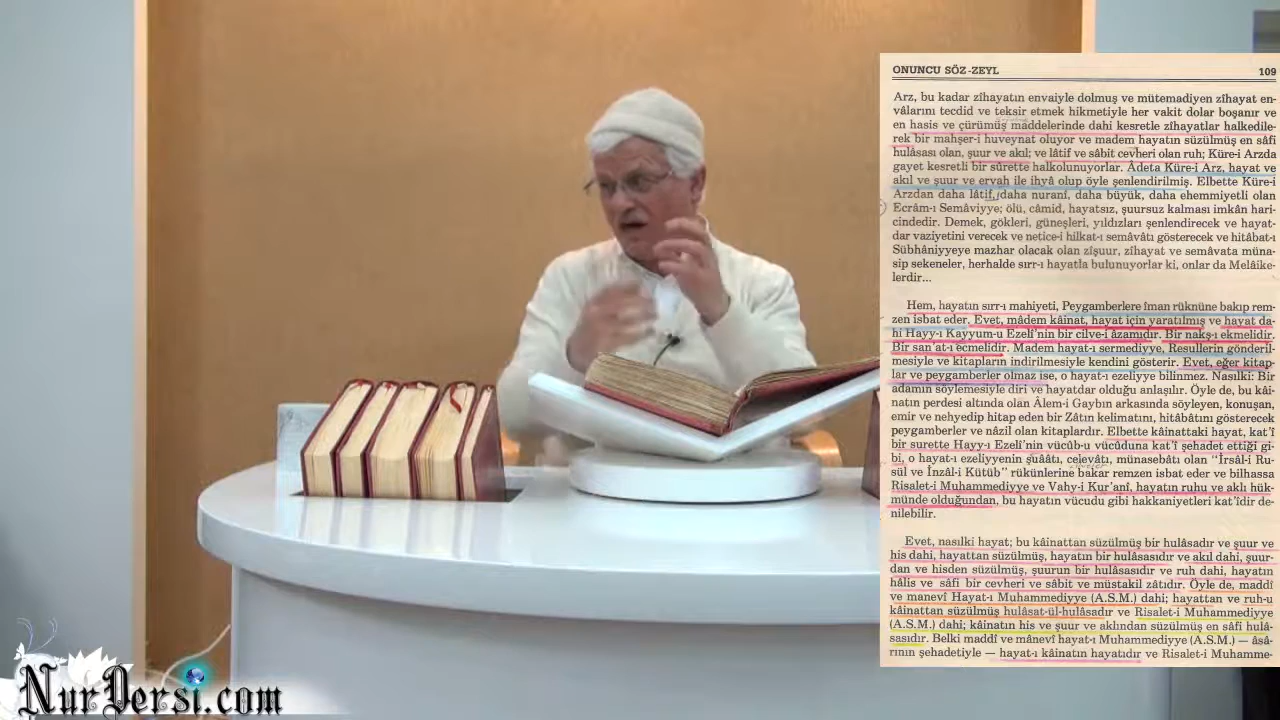 ONUNCU SÖZ-ZEYL 109
Arz, bu kadar zîhayatın envaiyle dolmuş ve mütemadiyen zîhayat en-
vâlarını tecdid ve teksir etmek hikmetiyle her vakit dolar boşanır ve
en hasis ve çürümüş maddelerinde dahi kesretle zîhayatlar halkedile-
rek bir mahşer-i huveynat oluyor ve madem hayatın süzülmüş en sâfi
hulâsası olan, şuur ve akıl; ve lâtif ve sâbit cevheri olan ruh; Küre-i Arzda
gayet kesretli bir sûrette halkolunuyorlar. Âdeta Küre-i Arz, hayat ve
akıl ve şuur ve ervah ile ihyâ olup öyle şenlendirilmiş. Elbette Küre-i
Arzdan daha lâtif, daha nuranî, daha büyük, daha ehemmiyetli olan
Ecrâm-ı Semâviyye; ölü, câmid, hayatsız, şuursuz kalması imkân hari-
cindedir. Demek, gökleri, güneşleri, yıldızları şenlendirecek ve hayat-
dar vaziyetini verecek ve netice-i hilkat-ı semâvâtı gösterecek ve hitâbat-ı
Sübhâniyyeye mazhar olacak olan zîşuur, zîhayat ve semâvata müna-
sip sekeneler, herhalde sırr-ı hayatla bulunuyorlar ki, onlar da Melâike-
lerdir...
Hem, hayatın sırr-ı mahiyeti, Peygamberlere îman rüknüne bakıp rem-
zen isbat eder. Evet, mâdem kâinat, hayat için yaratılmış ve hayat da-
hi Hayy-ı Kayyum-u Ezelî'nin bir cilve-i âzamıdır. Bir nakş-ı ekmelidir.
Bir san'at-ı ecmelidir. Madem hayat-ı sermediyye, Resullerin gönderil-
mesiyle ve kitapların indirilmesiyle kendini gösterir. Evet, eğer kitap-
lar ve peygamberler olmaz ise, o hayat-ı ezeliyye bilinmez. Nasılki: Bir
adamın söylemesiyle diri ve hayatdar olduğu anlaşılır. Öyle de, bu kâi-
natın perdesi altında olan Âlem-i Gaybın arkasında söyleyen, konuşan,
emir ve nehyedip hitap eden bir Zâtın kelimatını, hitâbâtını gösterecek
peygamberler ve nâzil olan kitaplardır. Elbette kâinattaki hayat, kat'î
bir surette Hayy-ı Ezelî'nin vücûb-u vücûduna kat'î şehadet ettiği gi-
bi, o hayat-ı ezeliyyenin şuââtı, celevâtı, münasebâtı olan "İrsâl-i Ru-
sül ve İnzâl-i Kütüb" rükünlerine bakar remzen isbat eder ve bilhassa
Risalet-i Muhammediyye ve Vahy-i Kur'anî, hayatın ruhu ve aklı hük-
münde olduğundan, bu hayatın vücudu gibi hakkaniyetleri kat'îdir de-
nilebilir.
Evet, nasılki hayat; bu kâinattan süzülmüş bir hulâsadır ve şuur ve
his dahi, hayattan süzülmüş, hayatın bir hulâsasıdır ve akıl dahi, şuur-
dan ve hisden süzülmüş, şuurun bir hulâsasıdır ve ruh dahi, hayatın
hâlis ve sâfi bir cevheri ve sâbit ve müstakil zâtıdır. Öyle de, maddî
ve manevî Hayat-ı Muhammediyye (A.S.M.) dahi; hayattan ve ruh-u
kâinattan süzülmüş hulâsat-ül-hulâsadır ve Risalet-i Muhammediyye
(A.S.M.) dahi; kâinatın his ve şuur ve aklından süzülmüş en sâfi hulâ-
sasıdır. Belki maddî ve mânevî hayat-ı Muhammediyye (A.S.M.) — âsâ-
rının şehadetiyle — hayat-ı kâinatın hayatıdır ve Risalet-i Muhamme-
NurDersi.com